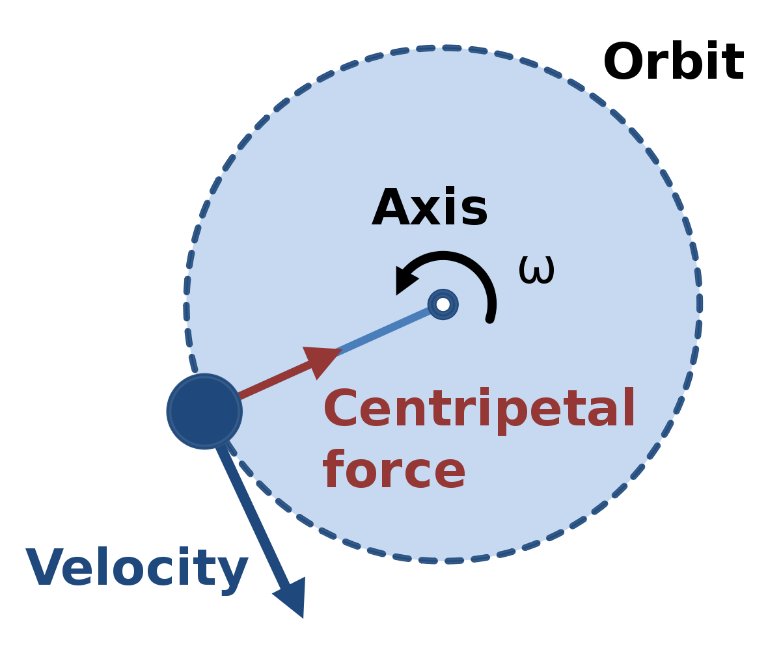 Orbit
Axis
ω
Centripetal
force
Velocity